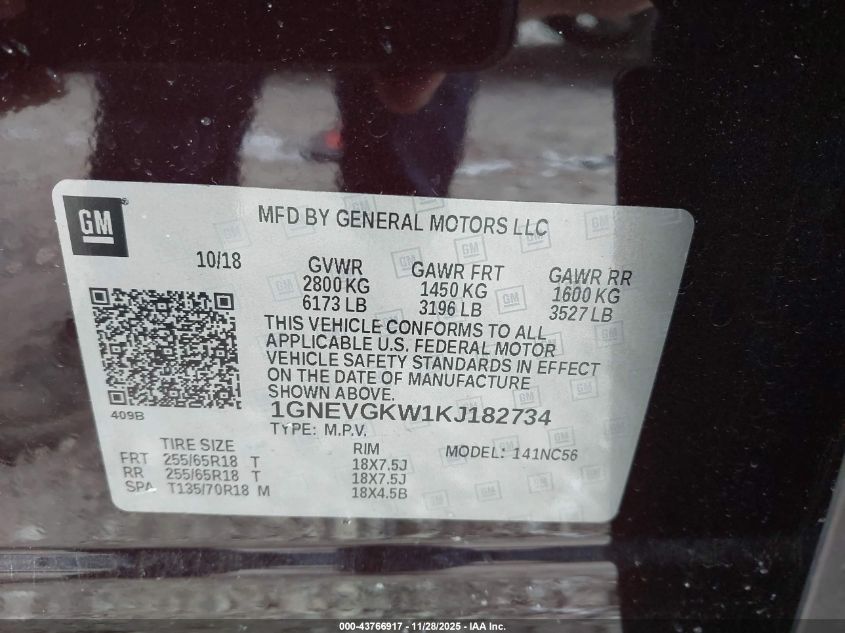 GM
MFD BY GENERAL MOTORS LLC
10/18 GVWR GAWR FRT GAWR RR
2800 KG 1450 KG 1600 KG
6173 LB 3196 LB 3527 LB
THIS VEHICLE CONFORMS TO ALL
APPLICABLE U.S. FEDERAL MOTOR
VEHICLE SAFETY STANDARDS IN EFFECT
ON THE DATE OF MANUFACTURE
SHOWN ABOVE.
409B
1GNEVGKW1KJ182734
TYPE: M.P.V.
TIRE SIZE RIM MODEL: 141NC56
FRT 255/65R18 T 18X7.5J
RR 255/65R18 T 18X7.5J
SPA T135/70R18 M 18X4.5B
000-43766917 - 11/28/2025 - IAA Inc.